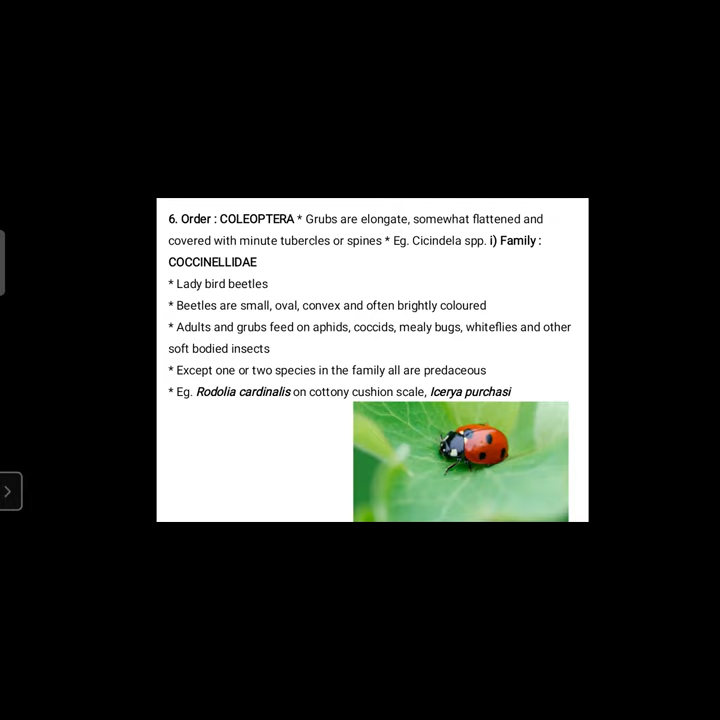 6. Order : COLEOPTERA * Grubs are elongate, somewhat flattened and
covered with minute tubercles or spines * Eg. Cicindela spp. i) Family :
COCCINELLIDAE
* Lady bird beetles
* Beetles are small, oval, convex and often brightly coloured
* Adults and grubs feed on aphids, coccids, mealy bugs, whiteflies and other
soft bodied insects
* Except one or two species in the family all are predaceous
* Eg. Rodolia cardinalis on cottony cushion scale, Icerya purchasi